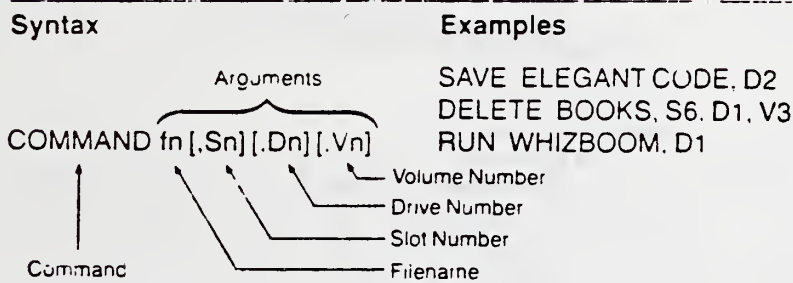 Syntax
Examples
Arguments
SAVE ELEGANT CODE, D2
DELETE BOOKS, S6, D1, V3
COMMAND fn [,Sn] [,Dn] [,Vn]
RUN WHIZBOOM, D1
Volume Number
Drive Number
Slot Number
Command
Filename